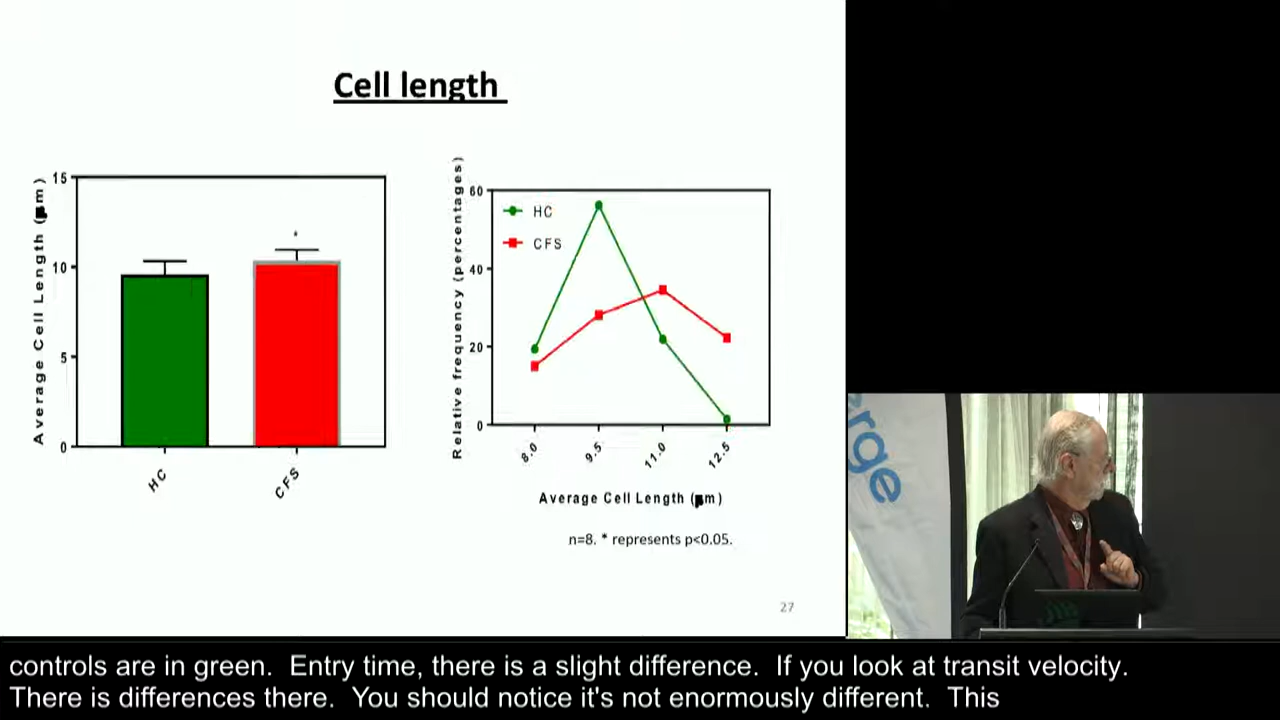 Cell length
Average Cell Length (μm)
15
10
5
0
*
HC
CFS
Relative frequency (percentages)
60
40
20
0
HC
CFS
8.0
9.5
11.0
12.5
Average Cell Length (μm)
n=8. * represents p<0.05.
27
erge
controls are in green.  Entry time, there is a slight difference.  If you look at transit velocity.
There is differences there.  You should notice it's not enormously different.  This